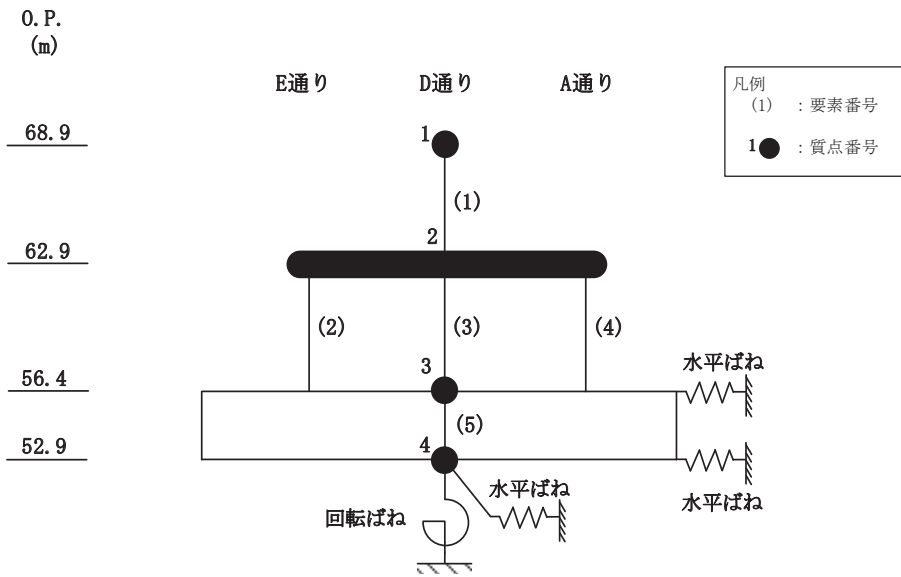 O.P.
(m)
E通り D通り A通り
凡例
(1) : 要素番号
1 : 質点番号
68.9
1
(1)
2
62.9
(2) (3) (4)
3
水平ばね
56.4
(5)
52.9
4
水平ばね
水平ばね
回転ばね